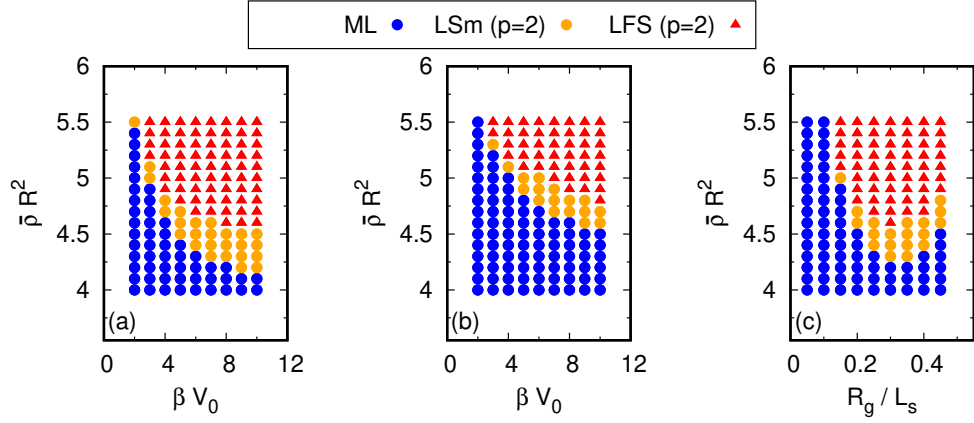 ML LSm (p=2) LFS (p=2)
6
5.5
5
4.5
4
ρ̄ R²
(a)
0 4 8 12
β V₀
6
5.5
5
4.5
4
ρ̄ R²
(b)
0 4 8 12
β V₀
6
5.5
5
4.5
4
ρ̄ R²
(c)
0 0.2 0.4
R_g / L_s